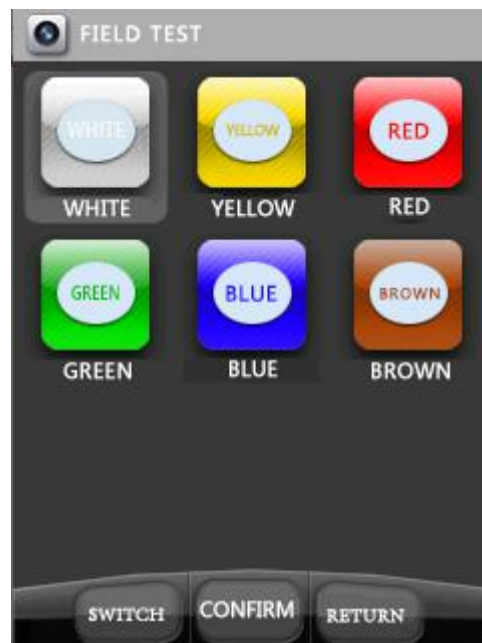 FIELD TEST
WHITE YELLOW RED
WHITE YELLOW RED
GREEN BLUE BROWN
GREEN BLUE BROWN
SWITCH CONFIRM RETURN